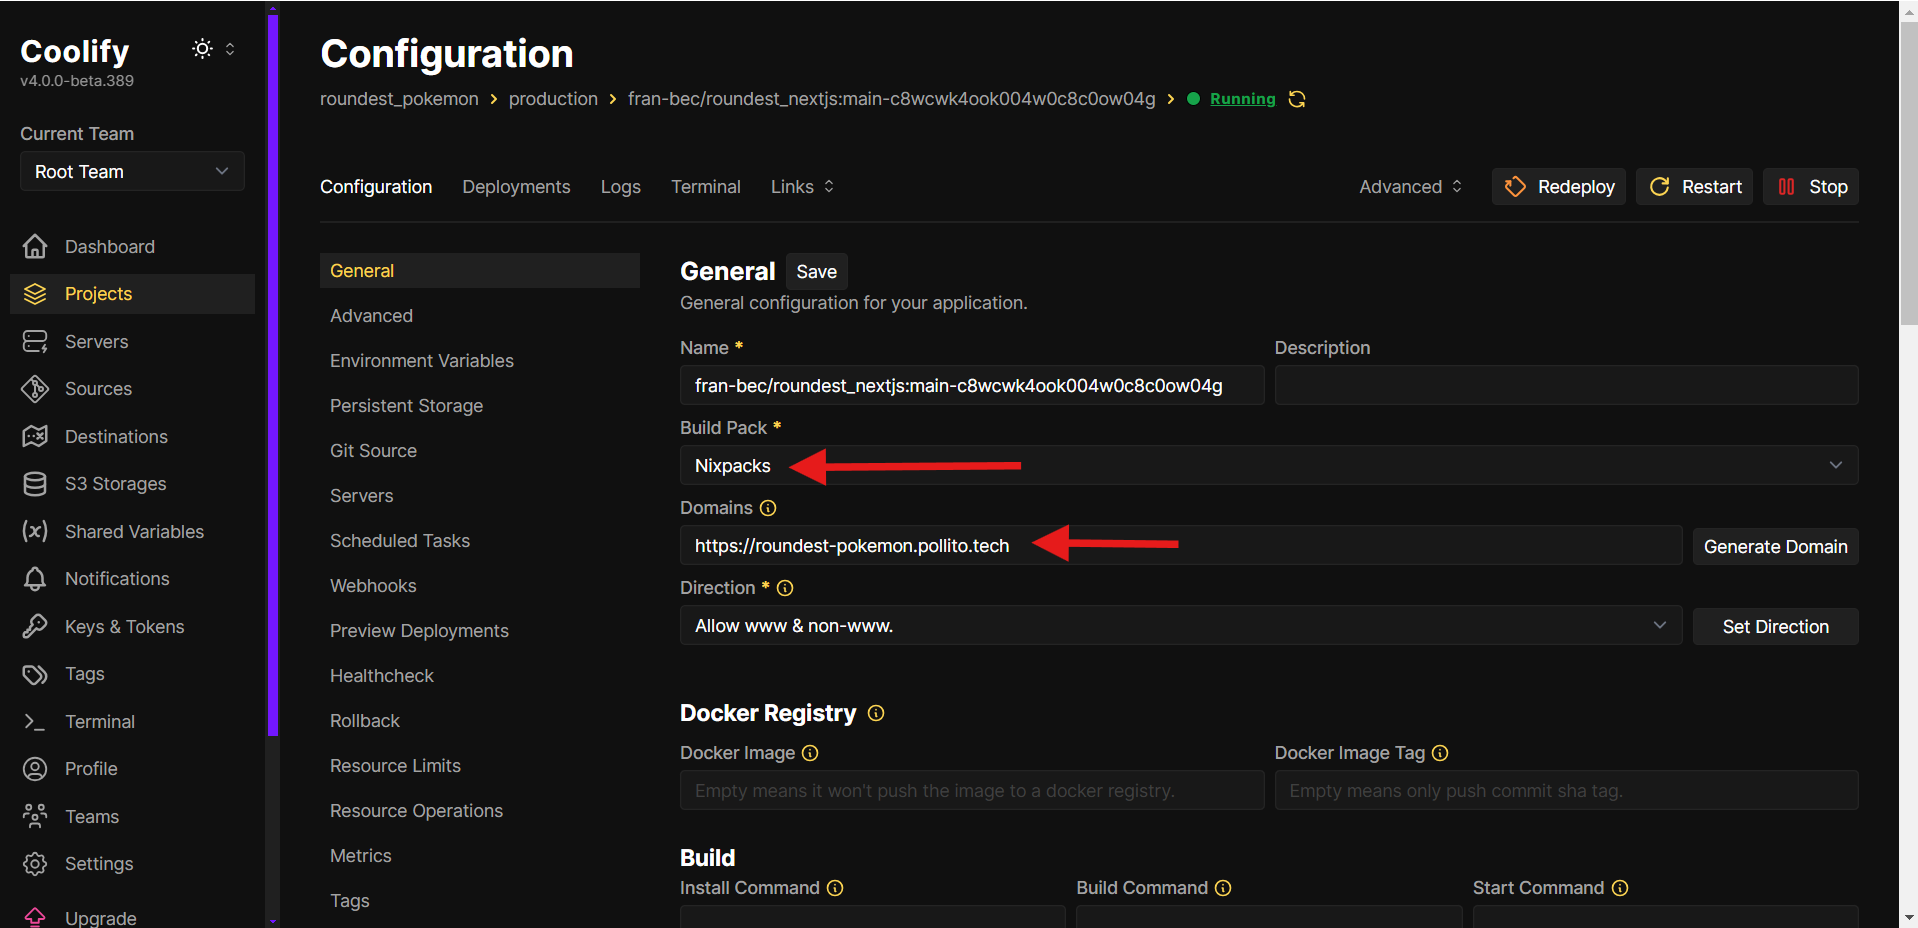 Coolify
v4.0.0-beta.389
Current Team
Root Team
Dashboard
Projects
Servers
Sources
Destinations
S3 Storages
Shared Variables
Notifications
Keys & Tokens
Tags
Terminal
Profile
Teams
Settings
Upgrade
Configuration
roundest_pokemon > production > fran-bec/roundest_nextjs:main-c8wcwk4ook004w0c8c0ow04g > Running
Configuration Deployments Logs Terminal Links Advanced Redeploy Restart Stop
General
Advanced
Environment Variables
Persistent Storage
Git Source
Servers
Scheduled Tasks
Webhooks
Preview Deployments
Healthcheck
Rollback
Resource Limits
Resource Operations
Metrics
Tags
General Save
General configuration for your application.
Name * Description
fran-bec/roundest_nextjs:main-c8wcwk4ook004w0c8c0ow04g
Build Pack *
Nixpacks
Domains
https://roundest-pokemon.pollito.tech Generate Domain
Direction *
Allow www & non-www. Set Direction
Docker Registry
Docker Image Docker Image Tag
Empty means it won't push the image to a docker registry. Empty means only push commit sha tag.
Build
Install Command Build Command Start Command